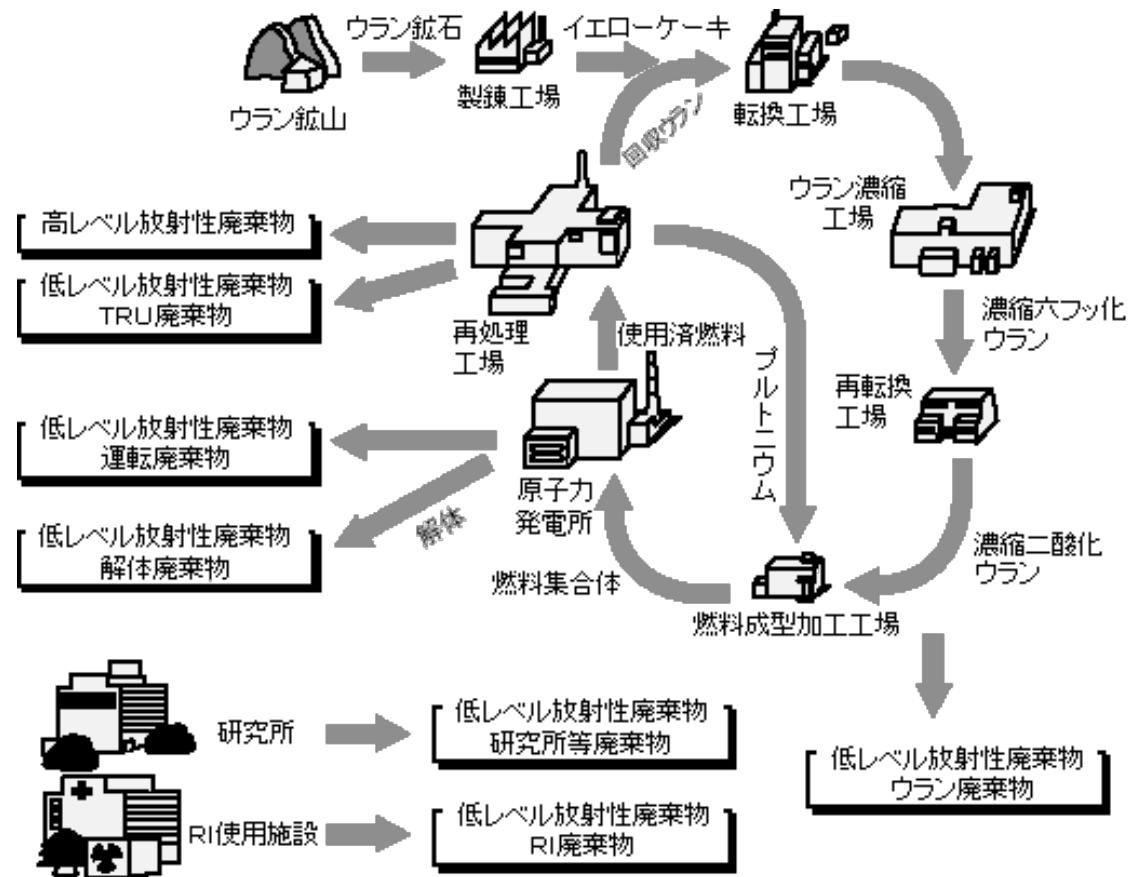 ウラン鉱石
イエローケーキ
ウラン鉱山
製錬工場
転換工場
回収ウラン
ウラン濃縮
工場
高レベル放射性廃棄物
低レベル放射性廃棄物
TRU廃棄物
再処理
工場
使用済燃料
プルトニウム
濃縮六フッ化
ウラン
再転換
工場
低レベル放射性廃棄物
運転廃棄物
原子力
発電所
解体
低レベル放射性廃棄物
解体廃棄物
燃料集合体
濃縮二酸化
ウラン
燃料成型加工工場
研究所
低レベル放射性廃棄物
研究所等廃棄物
低レベル放射性廃棄物
ウラン廃棄物
RI使用施設
低レベル放射性廃棄物
RI廃棄物